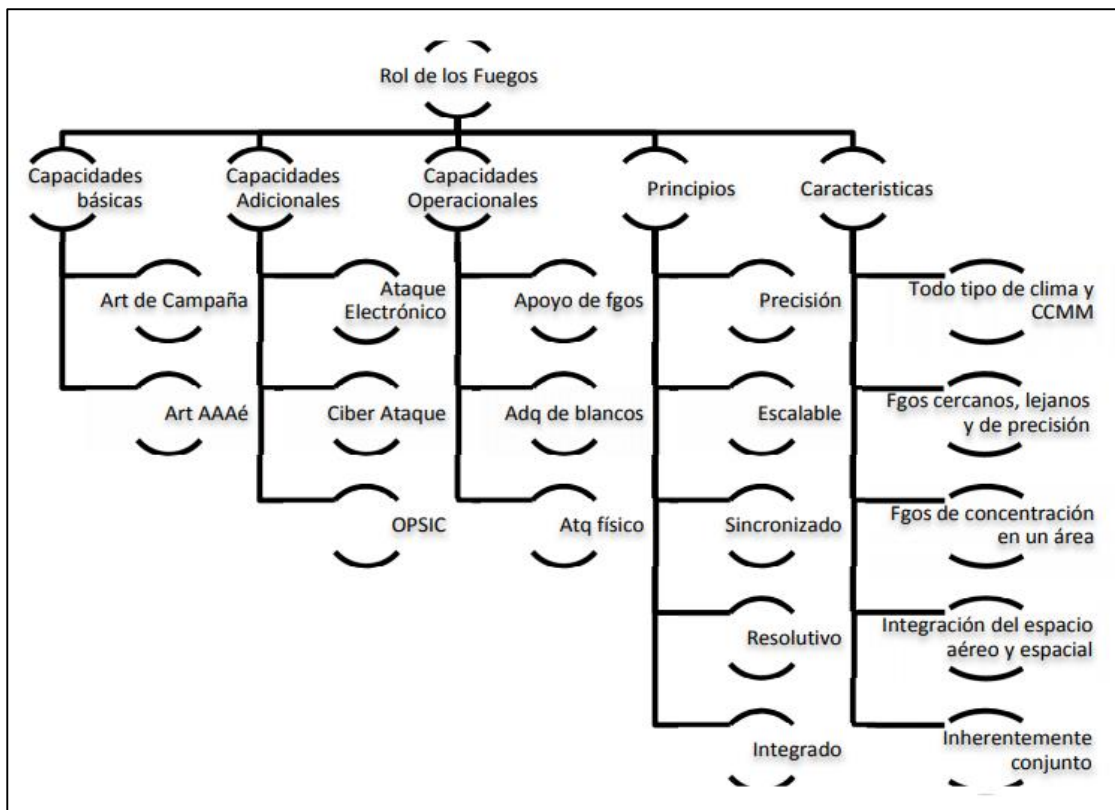 Rol de los Fuegos
Capacidades
básicas
Capacidades
Adicionales
Capacidades
Operacionales
Principios
Caracteristicas
Art de Campaña
Art AAAé
Ataque
Electrónico
Ciber Ataque
OPSIC
Apoyo de fgos
Adq de blancos
Atq físico
Precisión
Escalable
Sincronizado
Resolutivo
Integrado
Todo tipo de clima y
CCMM
Fgos cercanos, lejanos
y de precisión
Fgos de concentración
en un área
Integración del espacio
aéreo y espacial
Inherentemente
conjunto